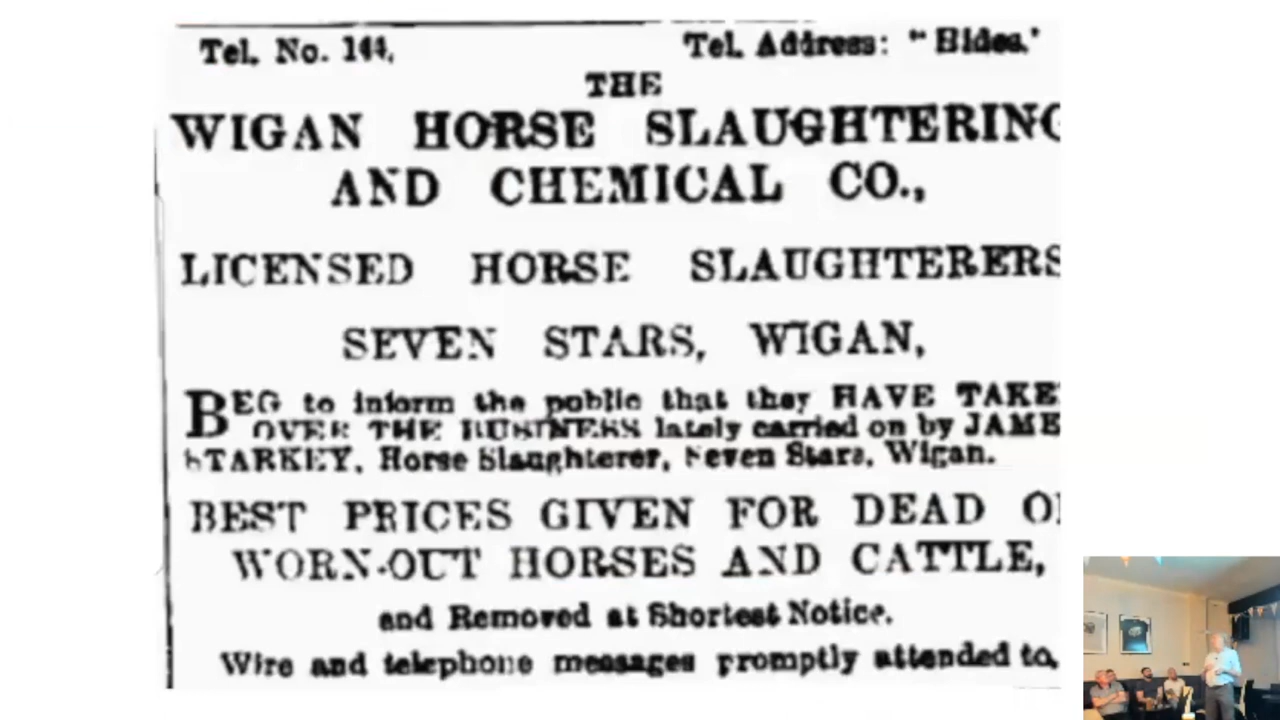 Tel. No. 144. Tel. Address: "Hides."
THE
WIGAN HORSE SLAUGHTERING
AND CHEMICAL CO.,
LICENSED HORSE SLAUGHTERERS
SEVEN STARS, WIGAN,
BEG to inform the public that they HAVE TAKE
OVER THE BUSINESS lately carried on by JAME
STARKEY, Horse Slaughterer, Seven Stars, Wigan.
BEST PRICES GIVEN FOR DEAD O
WORN-OUT HORSES AND CATTLE,
and Removed at Shortest Notice.
Wire and telephone messages promptly attended to.